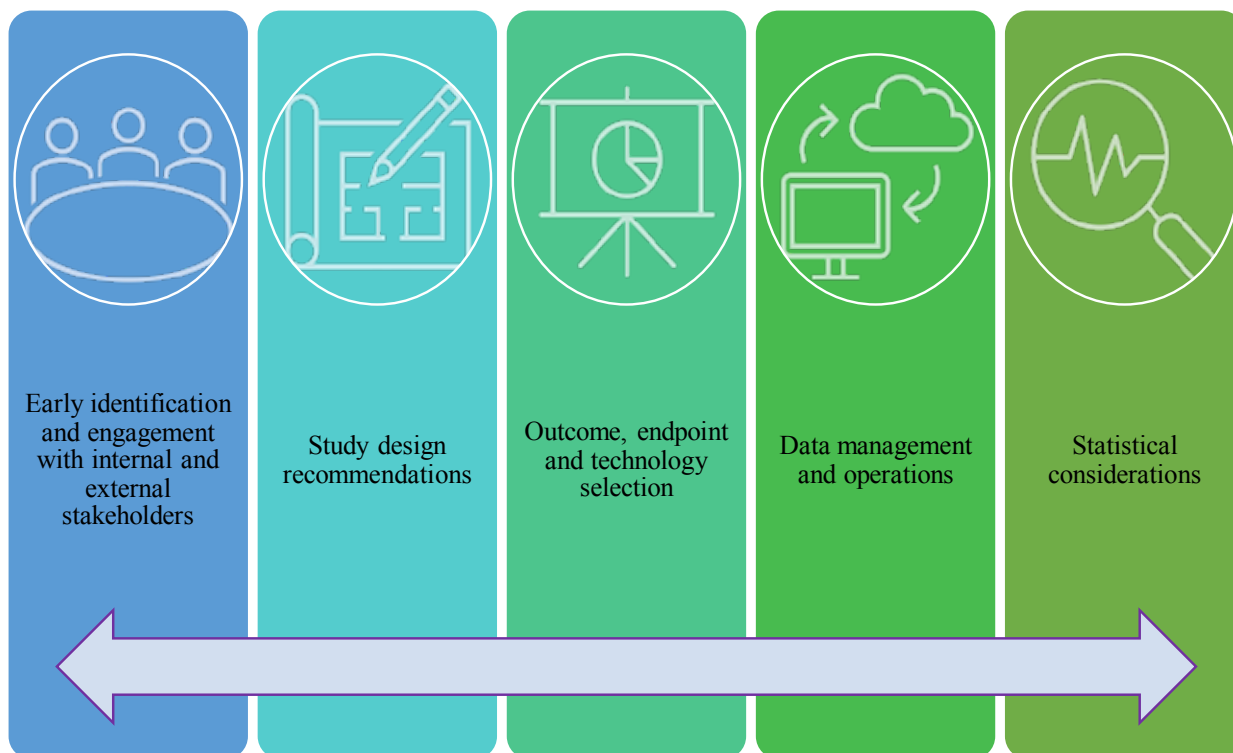 Early identification
and engagement
with internal and
external
stakeholders
Study design
recommendations
Outcome, endpoint
and technology
selection
Data management
and operations
Statistical
considerations